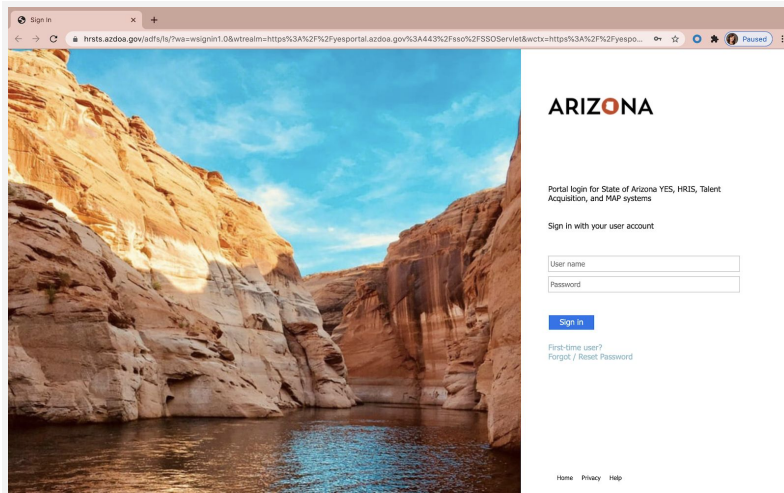 Sign In
hrsts.azdoa.gov/adfs/ls/?wa=wsignin1.0&wtrealm=https%3A%2F%2Fyesportal.azdoa.gov%3A443%2Fsso%2FSSOServlet&wctx=https%3A%2F%2Fyespo...
Paused
ARIZONA
Portal login for State of Arizona YES, HRIS, Talent
Acquisition, and MAP systems
Sign in with your user account
User name
Password
Sign in
First-time user?
Forgot / Reset Password
Home Privacy Help